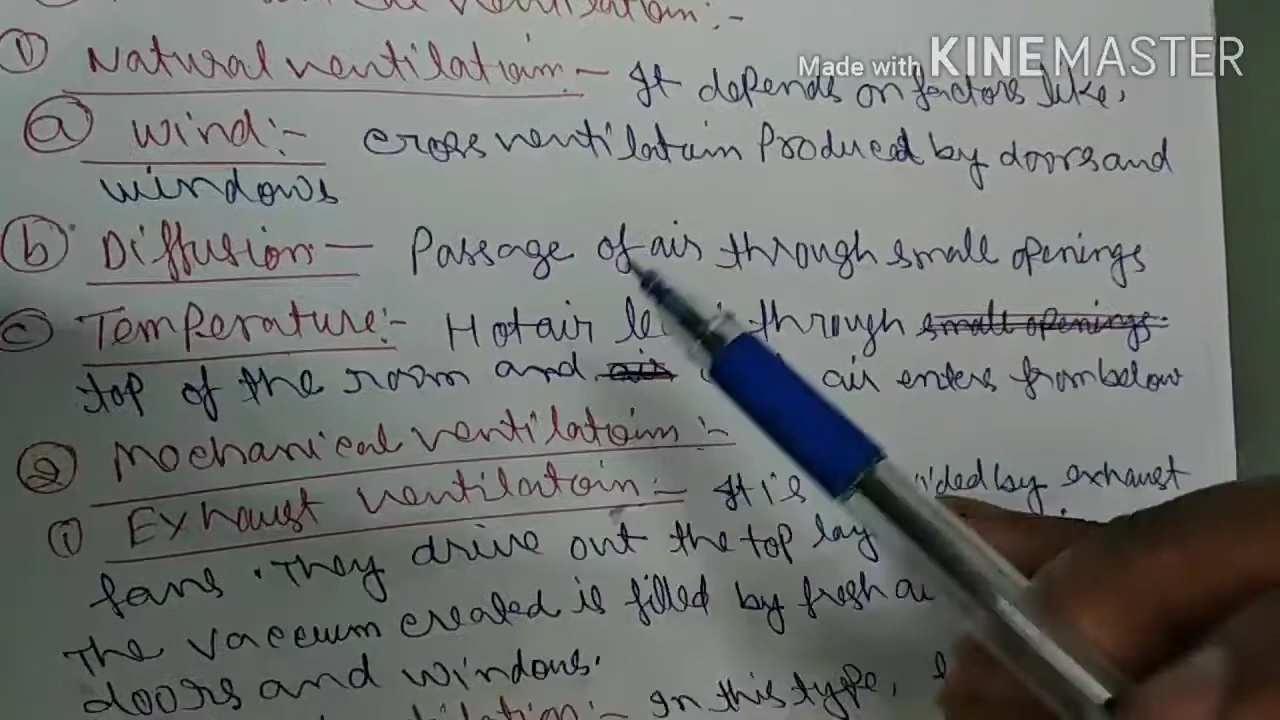 ventilation:-
① Natural ventilation - It depends on factors like,
Made with KINEMASTER
ⓐ Wind:- cross ventilation Produced by doors and
windows
ⓑ Diffusion - Passage of air through small openings
ⓒ Temperature:- Hot air through small openings
top of the room and air air enters from below
② Mechanical ventilation:-
① Exhaust ventilation:- It is by exhaust
fans. They drive out the top
The vaccum created is filled by fresh
doors and windows.
:- In this type,